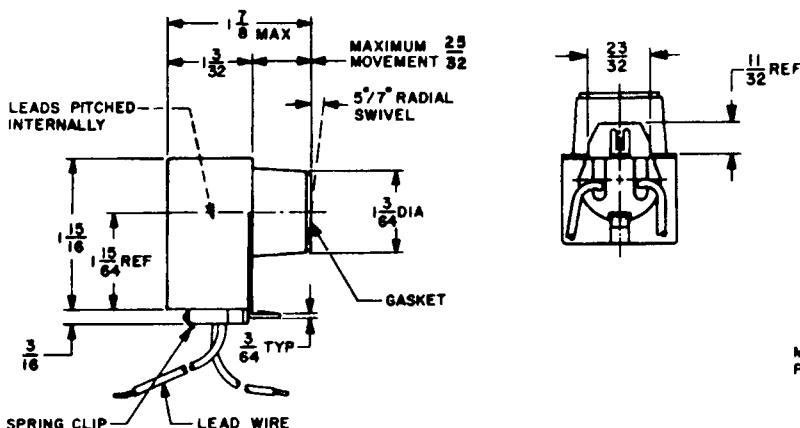 1 7/8 MAX
1 3/32
MAXIMUM
MOVEMENT 25/32
5°/7° RADIAL
SWIVEL
LEADS PITCHED
INTERNALLY
1 15/16
1 15/64 REF
1 3/64 DIA
GASKET
3/16
3/64 TYP
SPRING CLIP
LEAD WIRE
23/32
11/32 REF